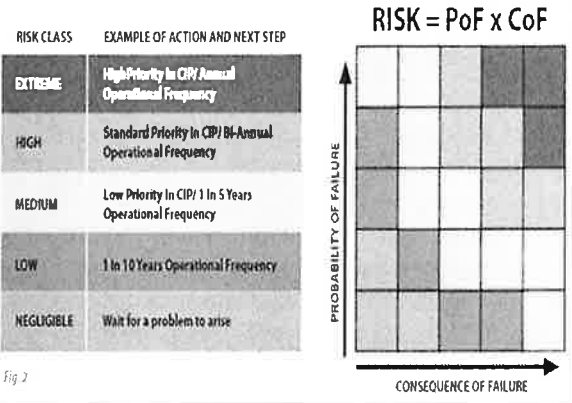 RISK CLASS
EXAMPLE OF ACTION AND NEXT STEP
EXTREME
High Priority In CIP/ Annual
Operational Frequency
HIGH
Standard Priority In CIP/ Bi-Annual
Operational Frequency
MEDIUM
Low Priority In CIP/ 1 In 5 Years
Operational Frequency
LOW
1 In 10 Years Operational Frequency
NEGLIGIBLE
Wait for a problem to arise
Fig. 2
RISK = PoF x CoF
PROBABILITY OF FAILURE
CONSEQUENCE OF FAILURE